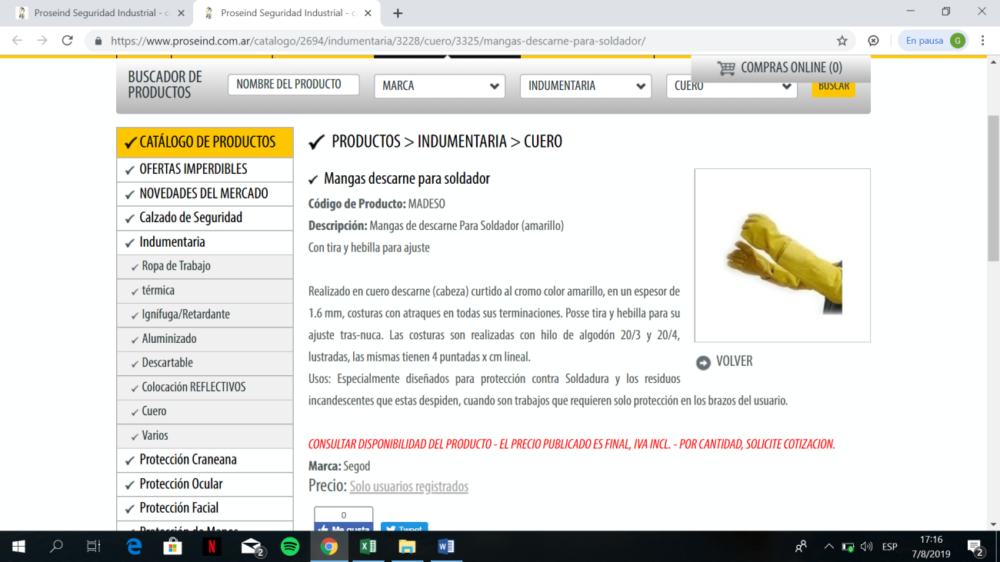 Proseind Seguridad Industrial - c
Proseind Seguridad Industrial - c
https://www.proseind.com.ar/catalogo/2694/indumentaria/3228/cuero/3325/mangas-descarne-para-soldador/
En pausa
G
COMPRAS ONLINE (0)
BUSCADOR DE
PRODUCTOS
NOMBRE DEL PRODUCTO
MARCA
INDUMENTARIA
CUERO
BUSCAR
CATÁLOGO DE PRODUCTOS
OFERTAS IMPERDIBLES
NOVEDADES DEL MERCADO
Calzado de Seguridad
Indumentaria
Ropa de Trabajo
térmica
Ignífuga/Retardante
Aluminizado
Descartable
Colocación REFLECTIVOS
Cuero
Varios
Protección Craneana
Protección Ocular
Protección Facial
Protección de Manos
PRODUCTOS > INDUMENTARIA > CUERO
Mangas descarne para soldador
Código de Producto: MADESO
Descripción: Mangas de descarne Para Soldador (amarillo)
Con tira y hebilla para ajuste
Realizado en cuero descarne (cabeza) curtido al cromo color amarillo, en un espesor de
1.6 mm, costuras con atraques en todas sus terminaciones. Posse tira y hebilla para su
ajuste tras-nuca. Las costuras son realizadas con hilo de algodón 20/3 y 20/4,
lustradas, las mismas tienen 4 puntadas x cm lineal.
Usos: Especialmente diseñados para protección contra Soldadura y los residuos
incandescentes que estas despiden, cuando son trabajos que requieren solo protección en los brazos del usuario.
VOLVER
CONSULTAR DISPONIBILIDAD DEL PRODUCTO - EL PRECIO PUBLICADO ES FINAL, IVA INCL. - POR CANTIDAD, SOLICITE COTIZACION.
Marca: Segod
Precio: Solo usuarios registrados
0
Me gusta
Tweet
2
ESP
17:16
7/8/2019
2